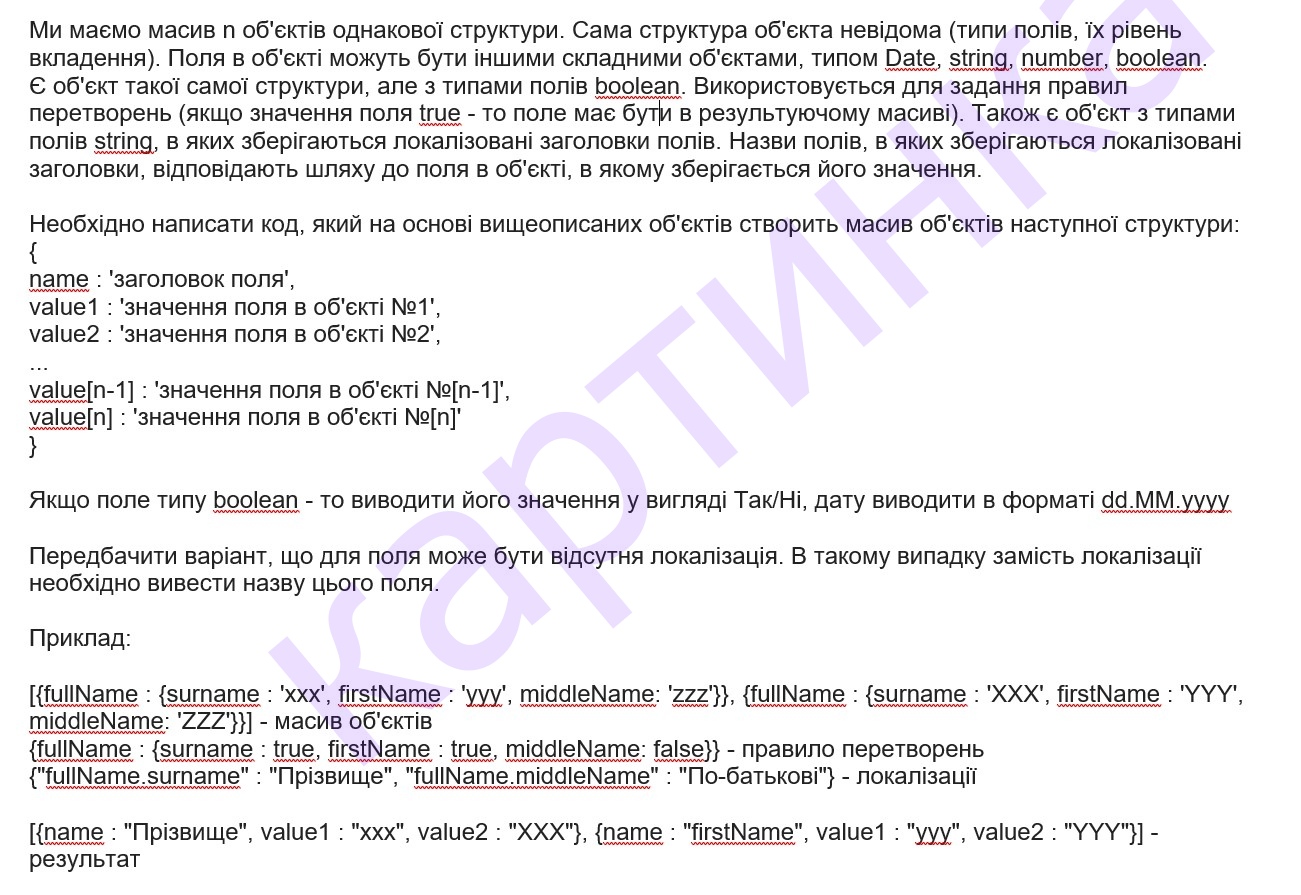 Ми маємо масив n об'єктів однакової структури. Сама структура об'єкта невідома (типи полів, їх рівень
вкладення). Поля в об'єкті можуть бути іншими складними об'єктами, типом Date, string, number, boolean.
Є об'єкт такої самої структури, але з типами полів boolean. Використовується для задання правил
перетворень (якщо значення поля true - то поле має бути в результуючому масиві). Також є об'єкт з типами
полів string, в яких зберігаються локалізовані заголовки полів. Назви полів, в яких зберігаються локалізовані
заголовки, відповідають шляху до поля в об'єкті, в якому зберігається його значення.
Необхідно написати код, який на основі вищеописаних об'єктів створить масив об'єктів наступної структури:
{
name : 'заголовок поля',
value1 : 'значення поля в об'єкті №1',
value2 : 'значення поля в об'єкті №2',
...
value[n-1] : 'значення поля в об'єкті №[n-1]',
value[n] : 'значення поля в об'єкті №[n]'
}
Якщо поле типу boolean - то виводити його значення у вигляді Так/Ні, дату виводити в форматі dd.MM.yyyy
Передбачити варіант, що для поля може бути відсутня локалізація. В такому випадку замість локалізації
необхідно вивести назву цього поля.
Приклад:
[{fullName : {surname : 'xxx', firstName : 'yyy', middleName: 'zzz'}}, {fullName : {surname : 'XXX', firstName : 'YYY',
middleName: 'ZZZ'}}] - масив об'єктів
{fullName : {surname : true, firstName : true, middleName: false}} - правило перетворень
{"fullName.surname" : "Прізвище", "fullName.middleName" : "По-батькові"} - локалізації
[{name : "Прізвище", value1 : "xxx", value2 : "XXX"}, {name : "firstName", value1 : "yyy", value2 : "YYY"}] -
результат
картинка